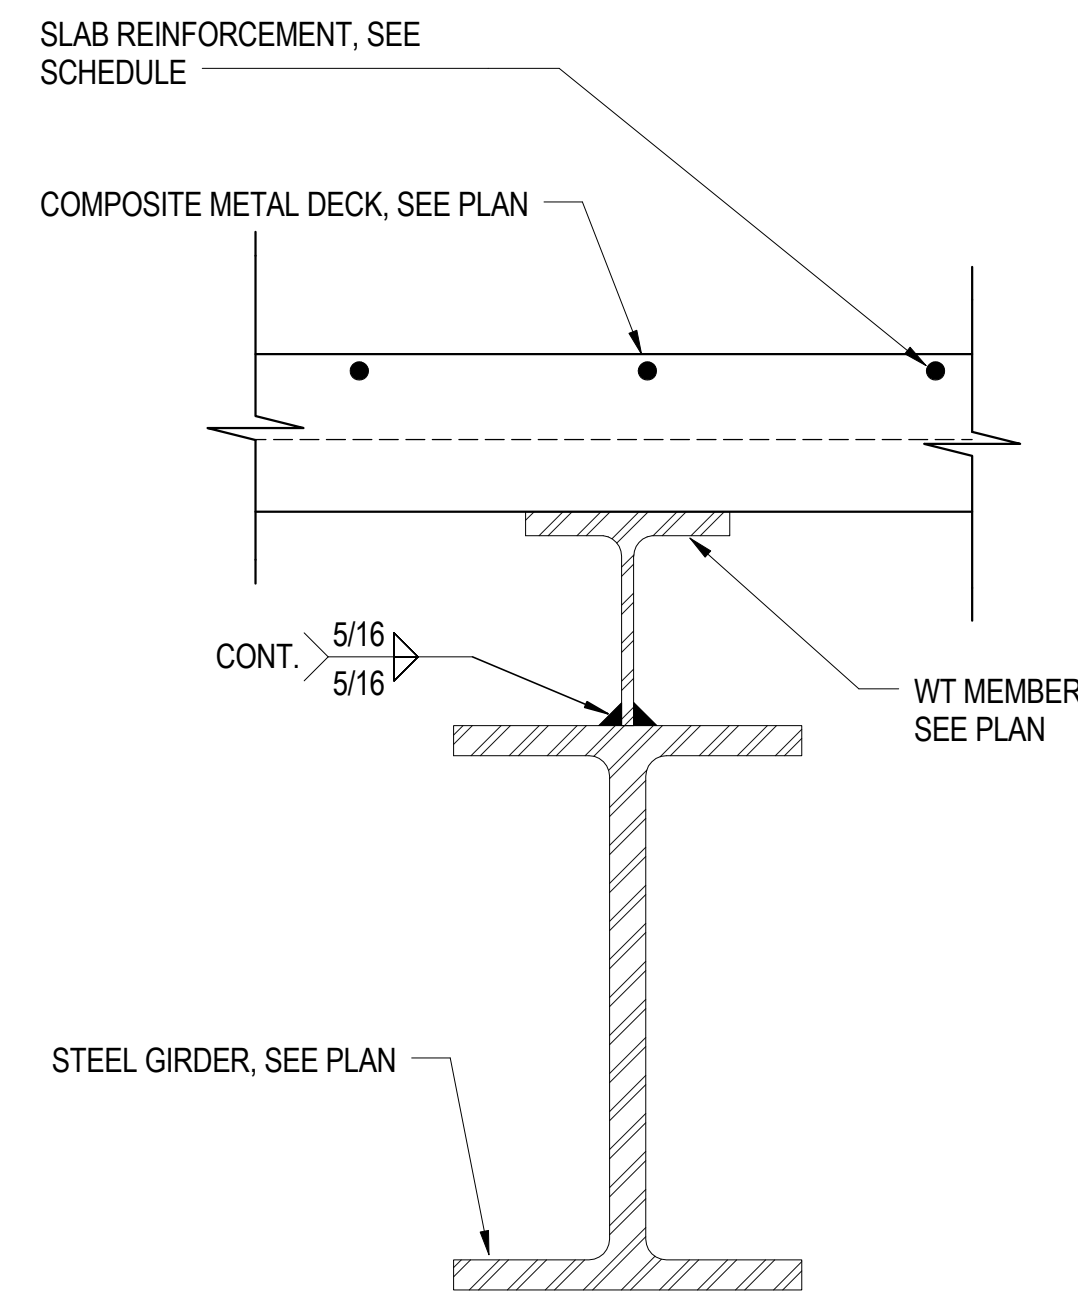 SLAB REINFORCEMENT, SEE
SCHEDULE
COMPOSITE METAL DECK, SEE PLAN
5/16
CONT.
5/16
WT MEMBER
SEE PLAN
STEEL GIRDER, SEE PLAN